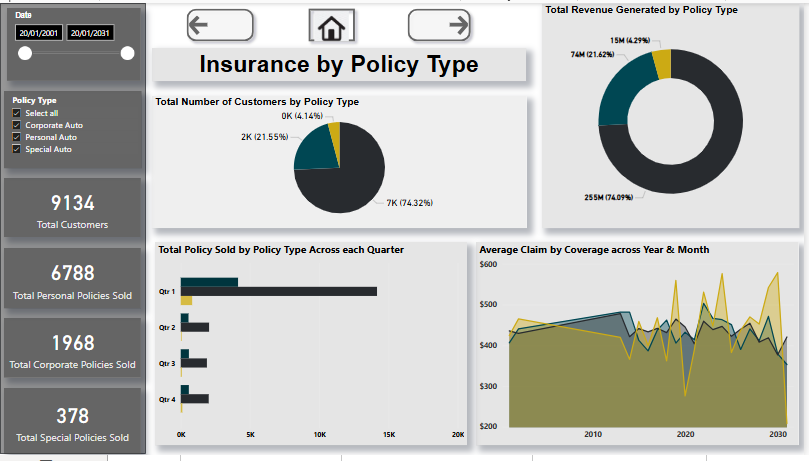 Date
20/01/2001 20/01/2031
Policy Type
Select all
Corporate Auto
Personal Auto
Special Auto
9134
Total Customers
6788
Total Personal Policies Sold
1968
Total Corporate Policies Sold
378
Total Special Policies Sold
Insurance by Policy Type
Total Number of Customers by Policy Type
0K (4.14%)
2K (21.55%)
7K (74.32%)
Total Revenue Generated by Policy Type
15M (4.29%)
74M (21.62%)
255M (74.09%)
Total Policy Sold by Policy Type Across each Quarter
Qtr 1
Qtr 2
Qtr 3
Qtr 4
0K 5K 10K 15K 20K
Average Claim by Coverage across Year & Month
$600
$500
$400
$300
$200
2010 2020 2030